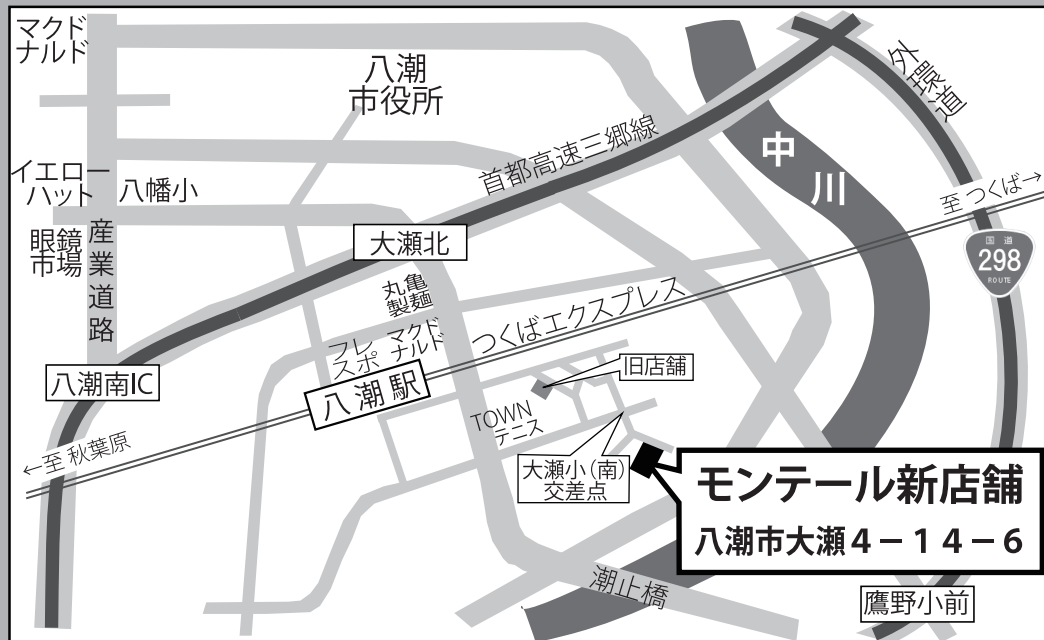 マクド
ナルド
八潮
市役所
外環道
首都高速三郷線
中川
イエロー
ハット
八幡小
至 つくば→
眼鏡
市場
産業道路
大瀬北
国道
298
ROUTE
丸亀
製麺
マクド
ナルド
フレ
スポ
つくばエクスプレス
旧店舗
八潮南IC
八潮駅
TOWN
テニス
←至 秋葉原
大瀬小(南)
交差点
モンテール新店舗
八潮市大瀬4-14-6
潮止橋
鷹野小前